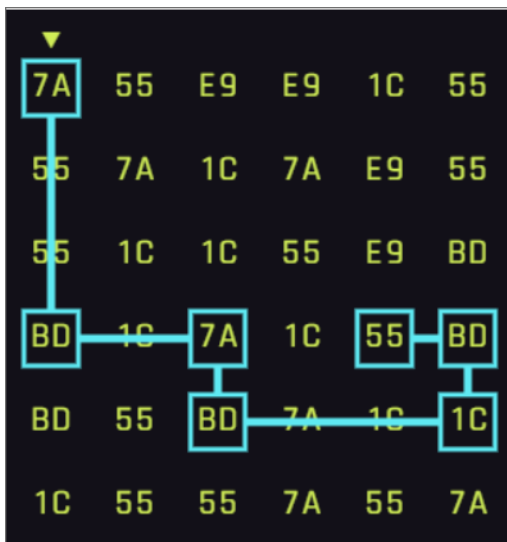 7A 55 E9 E9 1C 55
55 7A 1C 7A E9 55
55 1C 1C 55 E9 BD
BD 1C 7A 1C 55 BD
BD 55 BD 7A 1C 1C
1C 55 55 7A 55 7A